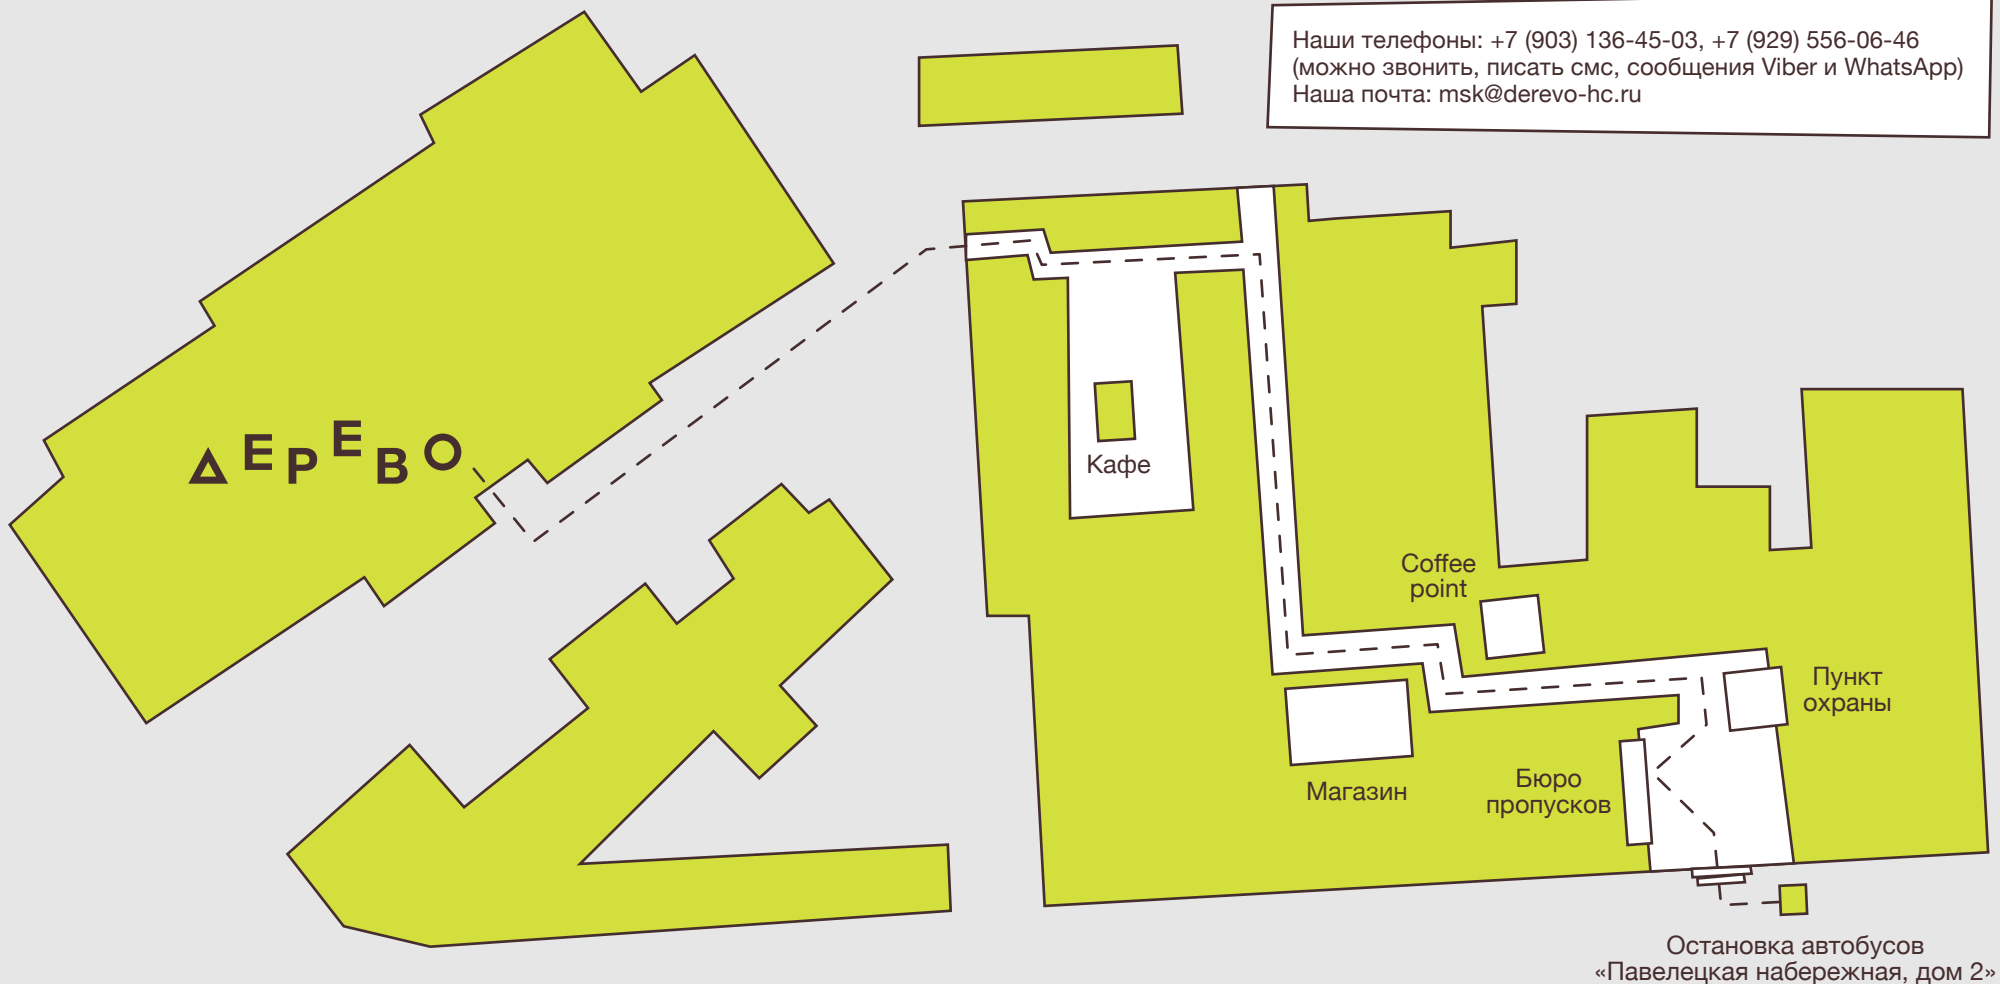 Наши телефоны: +7 (903) 136-45-03, +7 (929) 556-06-46
(можно звонить, писать смс, сообщения Viber и WhatsApp)
Наша почта: msk@derevo-hc.ru
ДЕРЕВО
Кафе
Coffee
point
Пункт
охраны
Магазин
Бюро
пропусков
Остановка автобусов
«Павелецкая набережная, дом 2»